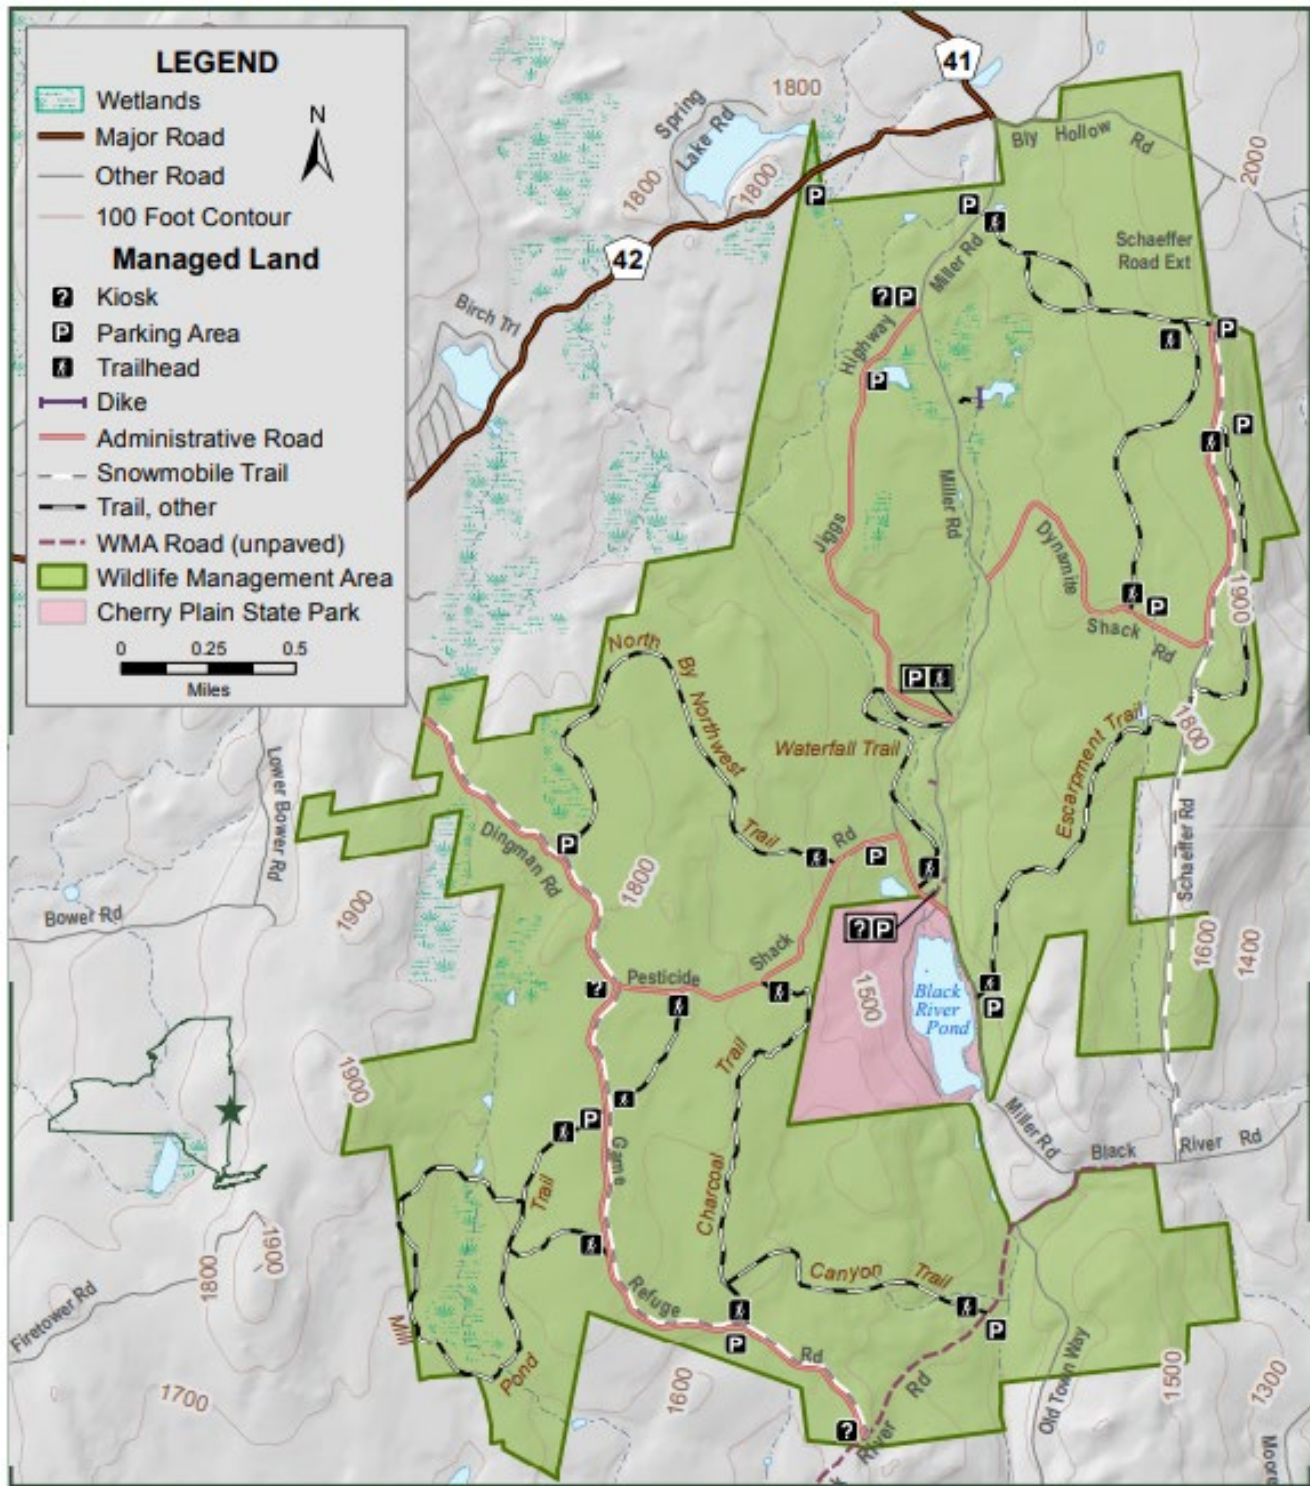 LEGEND
Wetlands
Major Road
Other Road
100 Foot Contour
Managed Land
? Kiosk
P Parking Area
Trailhead
Dike
Administrative Road
Snowmobile Trail
Trail, other
WMA Road (unpaved)
Wildlife Management Area
Cherry Plain State Park
0 0.25 0.5
Miles
N
41
1800
Spring
Lake Rd
1800
1800
42
Birch Trl
Bly Hollow Rd
2000
P
P
Miller Rd
Schaeffer
Road Ext
? P
Highway
P
P
P
Jiggs
Miller Rd
Dynamite
Shack
Rd
P
1900
P
North
By
Northwest
Trail
Waterfall Trail
Escarpment Trail
1800
Lower Bower Rd
Dingman Rd
P
1800
Rd
P
Schaeffer Rd
Bower Rd
1900
? P
1600
1400
Shack
Pesticide
?
1500
Black
River
Pond
P
1900
Trail
P
Game
Miller Rd
Black
River Rd
Trail
Charcoal
1800
1900
Canyon
Trail
Firetower Rd
Refuge
P
P
Mill
Pond
Rd
Rd
Old Town Way
1700
1600
1500
1300
?
River
k
Moore